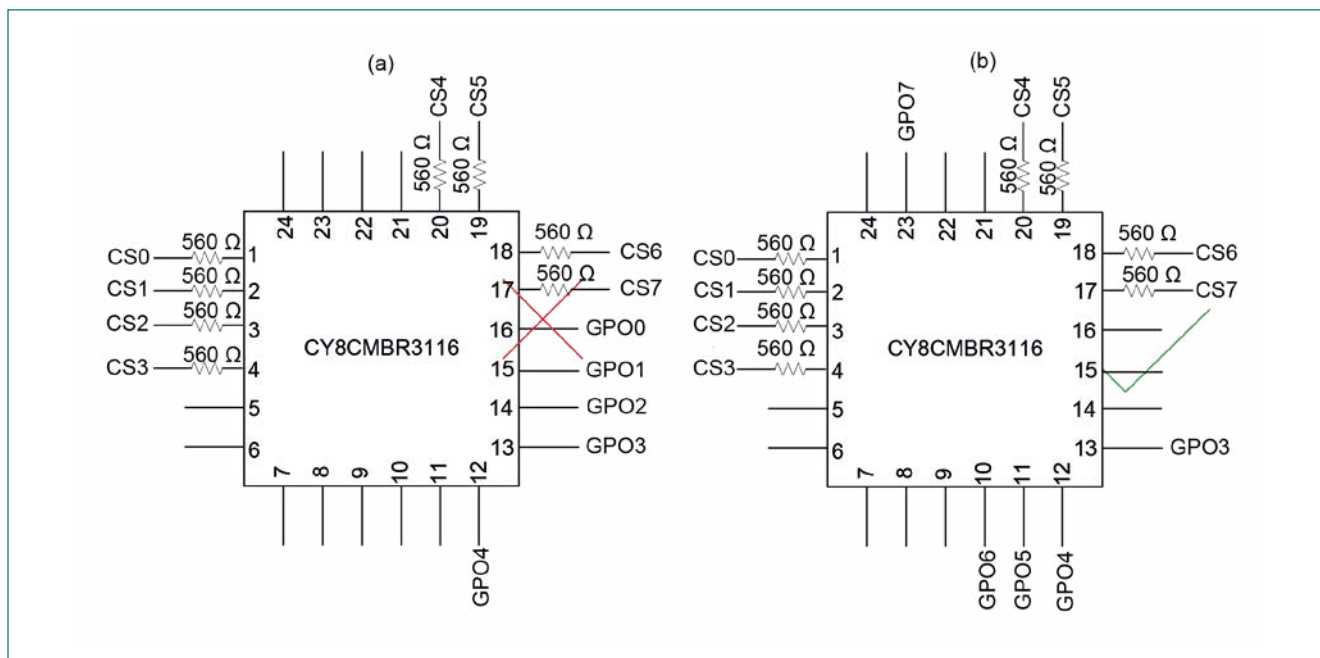 (a)
CS4
CS5
560 Ω
560 Ω
24
23
22
21
20
19
CS0
560 Ω
1
CS1
560 Ω
2
CS2
560 Ω
3
CS3
560 Ω
4
5
6
CY8CMBR3116
18
560 Ω
CS6
17
560 Ω
CS7
16
GPO0
15
GPO1
14
GPO2
13
GPO3
7
8
9
10
11
12
GPO4
(b)
GPO7
CS4
CS5
560 Ω
560 Ω
24
23
22
21
20
19
CS0
560 Ω
1
CS1
560 Ω
2
CS2
560 Ω
3
CS3
560 Ω
4
5
6
CY8CMBR3116
18
560 Ω
CS6
17
560 Ω
CS7
16
15
14
13
GPO3
7
8
9
10
11
12
GPO6
GPO5
GPO4